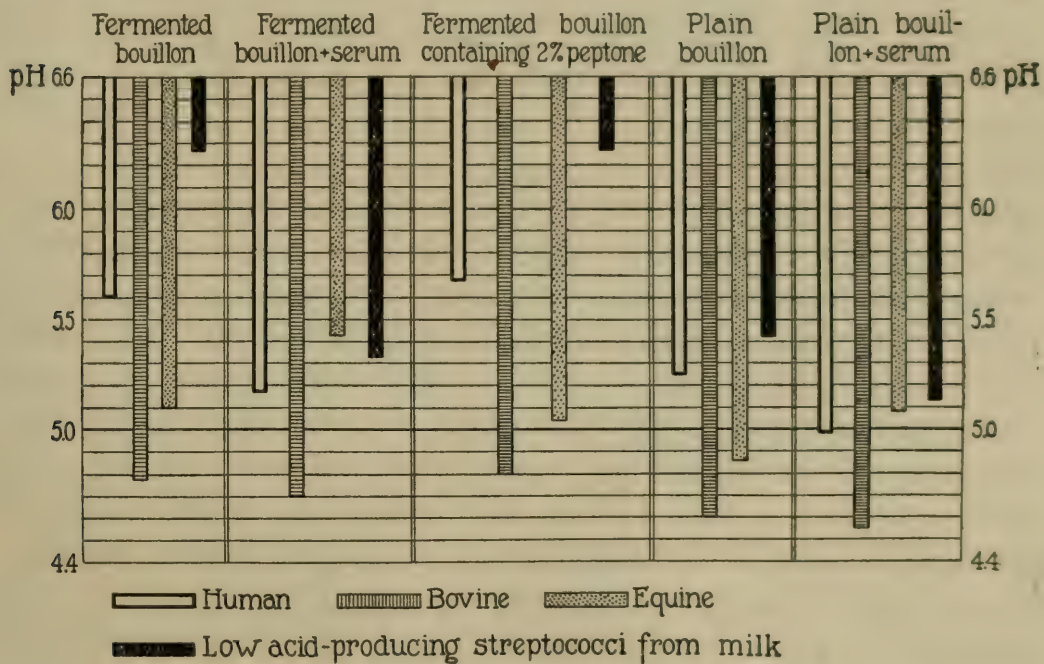 Fermented bouillon
Fermented bouillon+serum
Fermented bouillon containing 2% peptone
Plain bouillon
Plain bouil-
lon+serum
pH 6.6
6.0
5.5
5.0
4.4
6.6 pH
6.0
5.5
5.0
4.4
Human Bovine Equine
Low acid-producing streptococci from milk